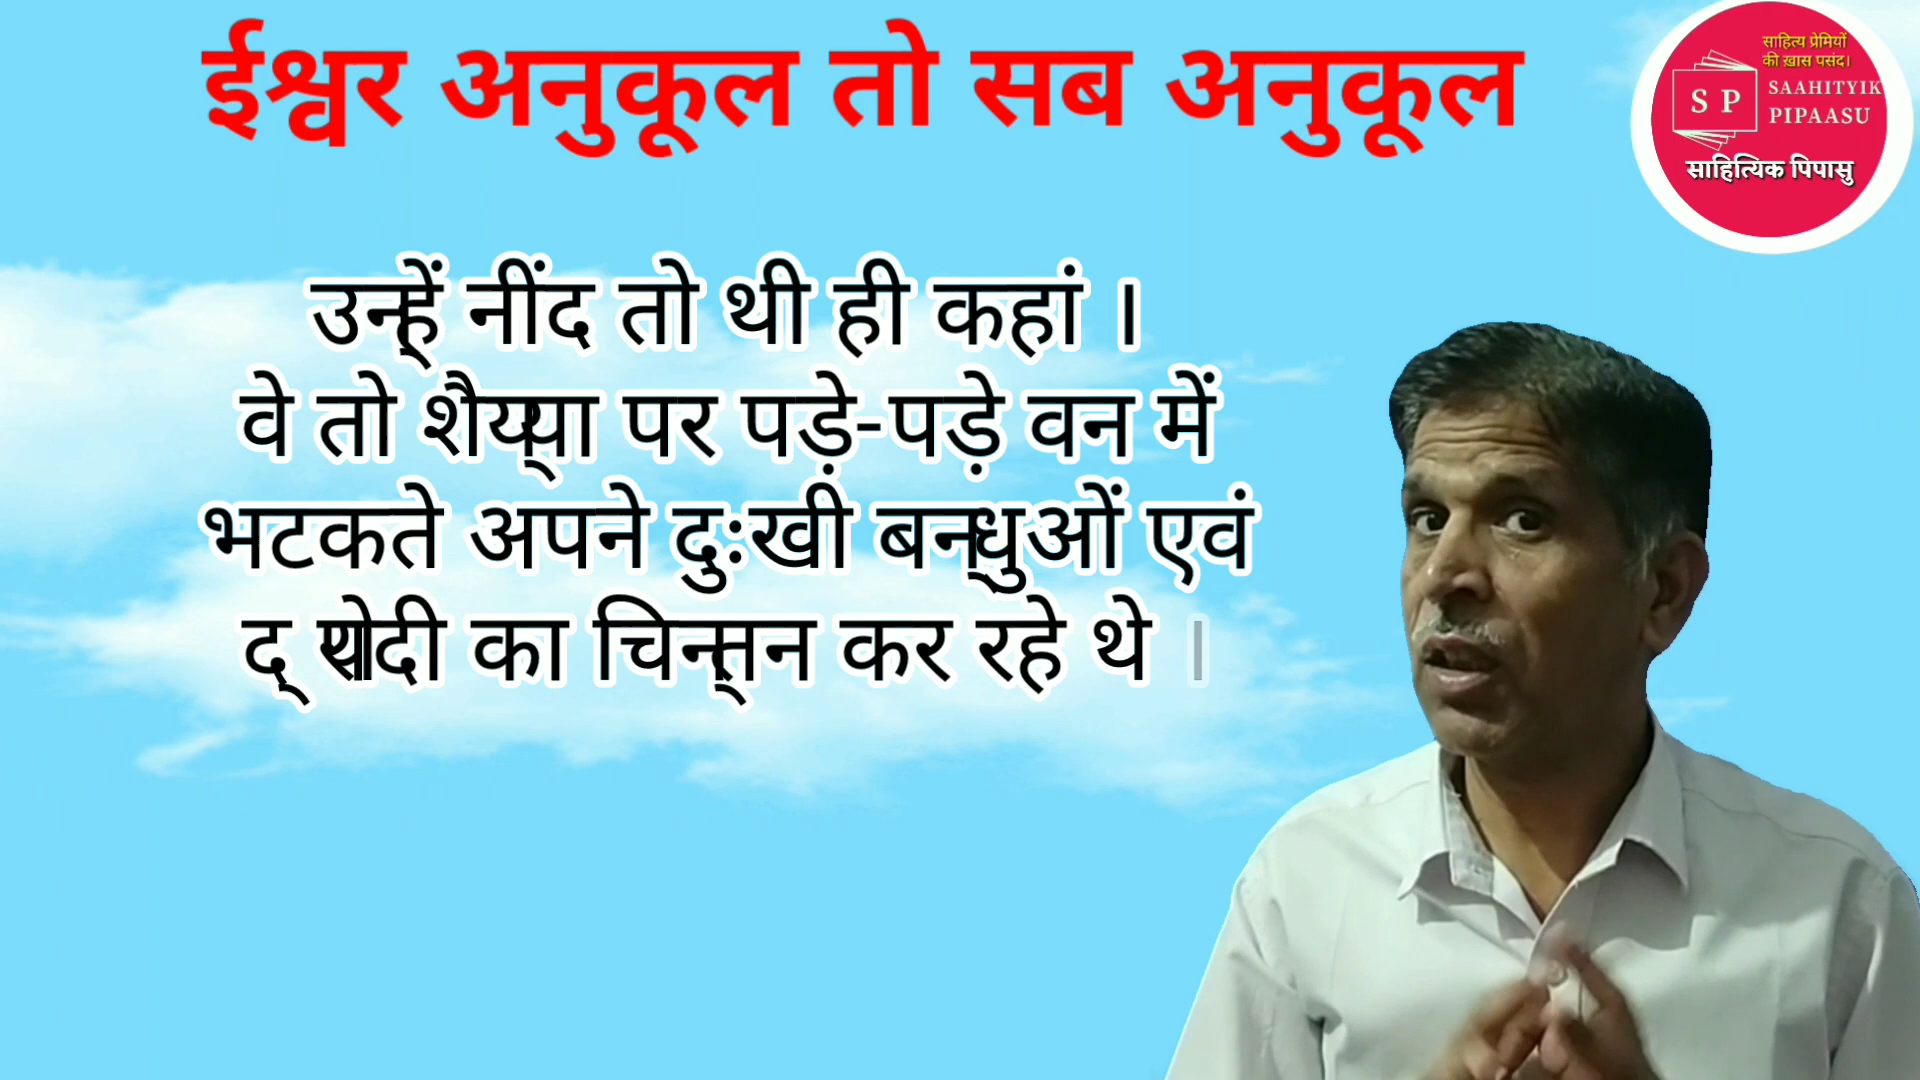 ईश्वर अनुकूल तो सब अनुकूल
साहित्य प्रेमियों
की ख़ास पसंद।
S P
SAAHITYIK
PIPAASU
साहित्यिक पिपासु
उन्हें नींद तो थी ही कहां ।
वे तो शैय्या पर पड़े-पड़े वन में
भटकते अपने दुःखी बन्धुओं एवं
का चिन्तन कर रहे थे ।